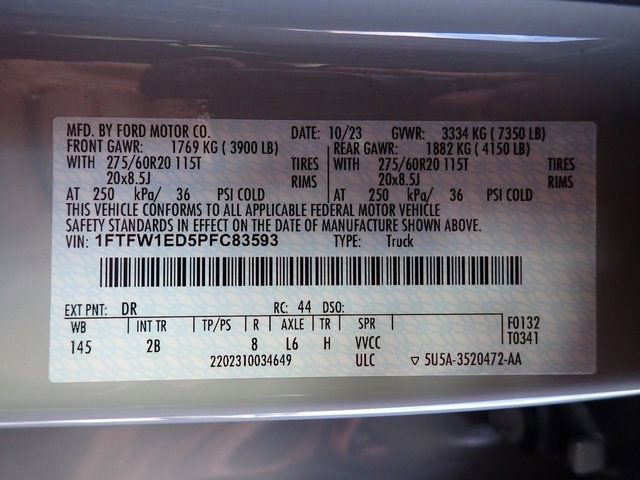 MFD. BY FORD MOTOR CO. DATE: 10/23 GVWR: 3334 KG ( 7350 LB)
FRONT GAWR: 1769 KG ( 3900 LB) REAR GAWR: 1882 KG ( 4150 LB)
WITH 275/60R20 115T TIRES WITH 275/60R20 115T TIRES
20x8.5J RIMS 20x8.5J RIMS
AT 250 kPa/ 36 PSI COLD AT 250 kPa/ 36 PSI COLD
THIS VEHICLE CONFORMS TO ALL APPLICABLE FEDERAL MOTOR VEHICLE
SAFETY STANDARDS IN EFFECT ON THE DATE OF MANUFACTURE SHOWN ABOVE.
VIN: 1FTFW1ED5PFC83593 TYPE: Truck
EXT PNT: DR RC: 44 DSO:
WB INT TR TP/PS R AXLE TR SPR F0132
145 2B 8 L6 H VVCC T0341
2202310034649 ULC ▽ 5U5A-3520472-AA